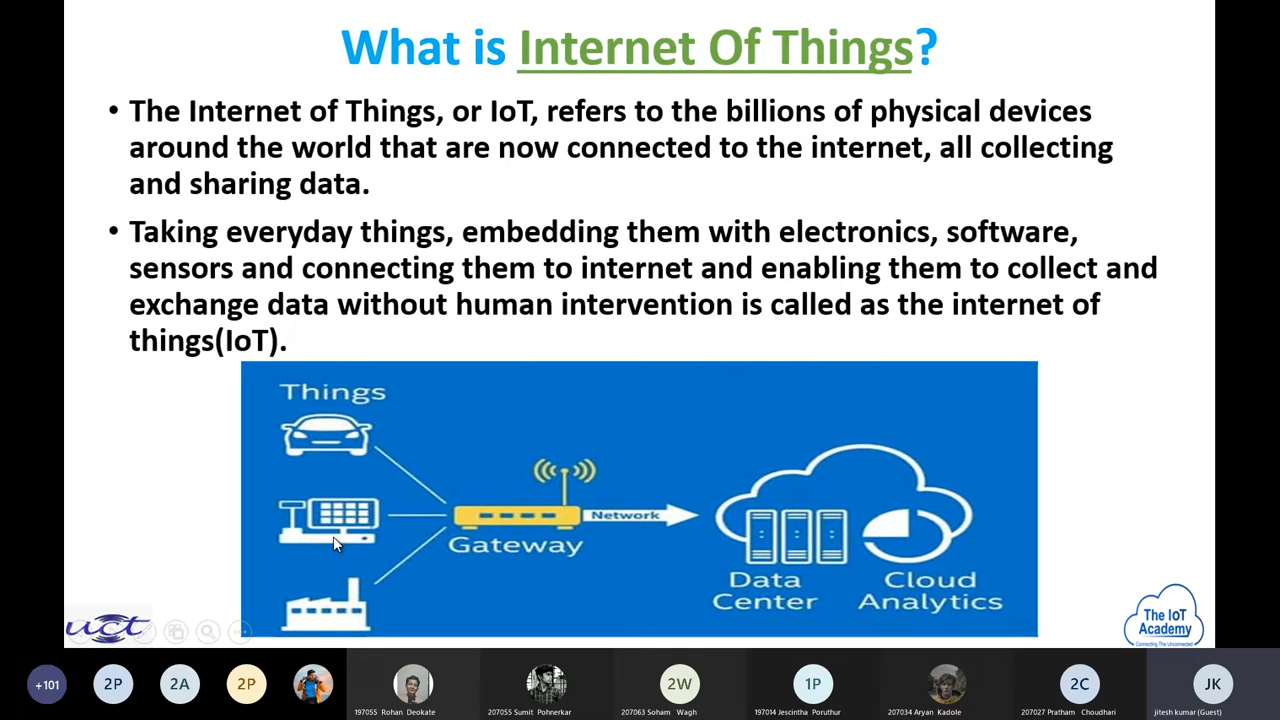 What is Internet Of Things?
• The Internet of Things, or IoT, refers to the billions of physical devices
around the world that are now connected to the internet, all collecting
and sharing data.
• Taking everyday things, embedding them with electronics, software,
sensors and connecting them to internet and enabling them to collect and
exchange data without human intervention is called as the internet of
things(IoT).
Things
Network
Gateway
Data
Center
Cloud
Analytics
uct
The IoT
Academy
Connecting The Unconnected
+101
2P
2A
2P
197055 Rohan Deokate
207055 Sumit Pohnerkar
2W
207063 Soham Wagh
1P
197014 Jescintha Poruthur
207034 Aryan Kadole
2C
207027 Pratham Choudhari
JK
jitesh kumar (Guest)